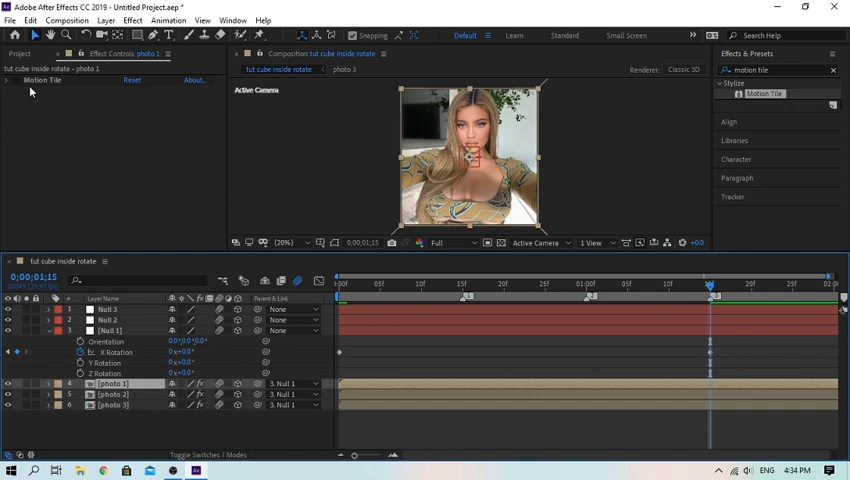 Adobe After Effects CC 2019 - Untitled Project.aep *
File Edit Composition Layer Effect Animation View Window Help
Snapping Default Learn Standard Small Screen Search Help
Project Effect Controls photo 1 Composition tut cube inside rotate Effects & Presets
tut cube inside rotate • photo 1 tut cube inside rotate photo 3 Renderer: Classic 3D motion tile
Motion Tile Reset About... Stylize
Active Camera Motion Tile
Align
Libraries
Character
Paragraph
Tracker
(20%) 0;00;01;15 Full Active Camera 1 View +0.0
tut cube inside rotate
0;00;01;15
00045 (29.97 fps) :00f 05f 10f 15f 20f 25f 01:00f 05f 10f 20f 25f 02:0
# Layer Name Parent & Link 1 2 3
1 Null 3 None
2 Null 2 None
3 [Null 1] None
Orientation 0.0°,0.0°,0.0°
X Rotation 0x+0.0°
Y Rotation 0x+0.0°
Z Rotation 0x+0.0°
4 [photo 1] 3. Null 1
5 [photo 2] 3. Null 1
6 [photo 3] 3. Null 1
Toggle Switches / Modes
ENG 4:34 PM